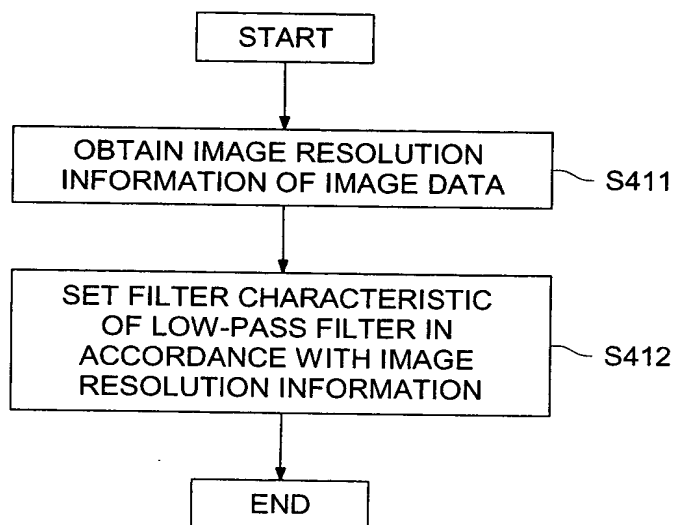 START
OBTAIN IMAGE RESOLUTION
INFORMATION OF IMAGE DATA
S411
SET FILTER CHARACTERISTIC
OF LOW-PASS FILTER IN
ACCORDANCE WITH IMAGE
RESOLUTION INFORMATION
S412
END